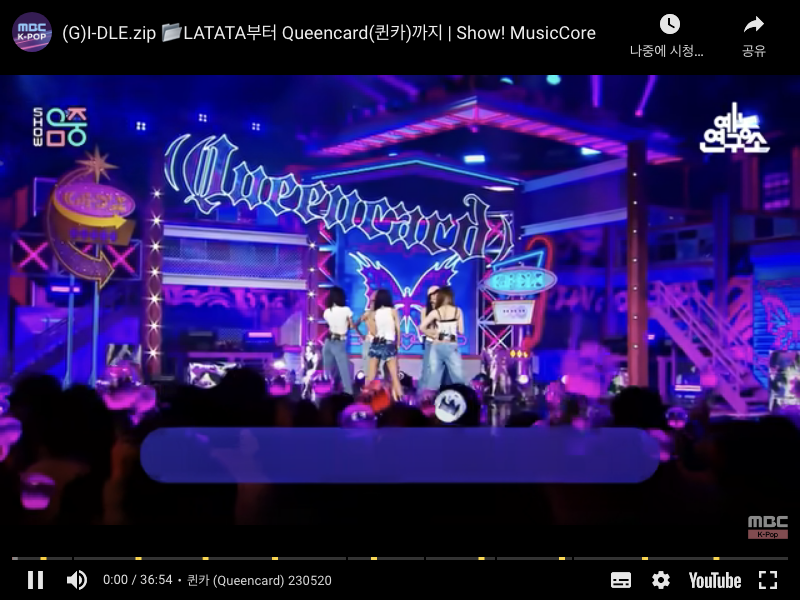 MBC
K-POP
(G)I-DLE.zip 📂LATATA부터 Queencard(퀸카)까지 | Show! MusicCore
나중에 시청...
공유
SHOW
음중
예능
연구소
(Queencard)
MBC
K-Pop
0:00 / 36:54 • 퀸카 (Queencard) 230520
YouTube